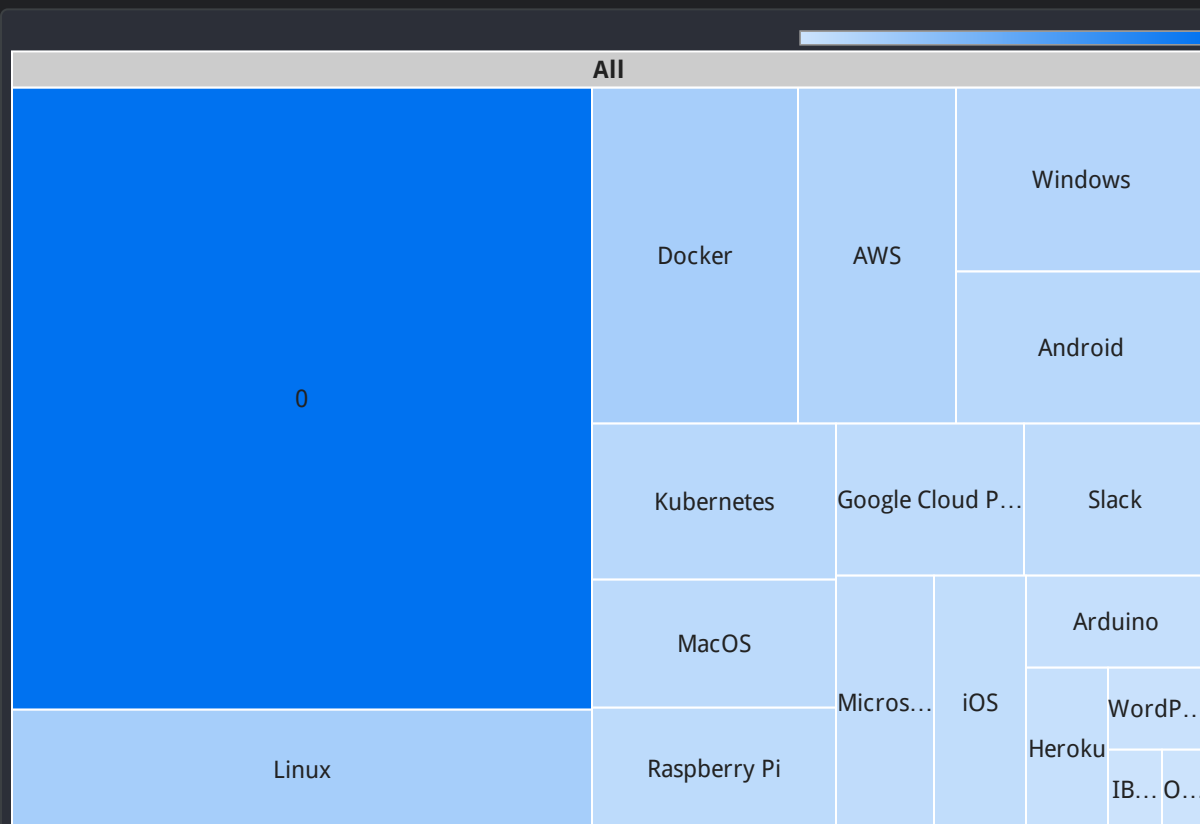 All
0
Docker
AWS
Windows
Android
Kubernetes
Google Cloud P…
Slack
MacOS
Micros…
iOS
Arduino
Raspberry Pi
Heroku
WordP…
IB…
O…
Linux